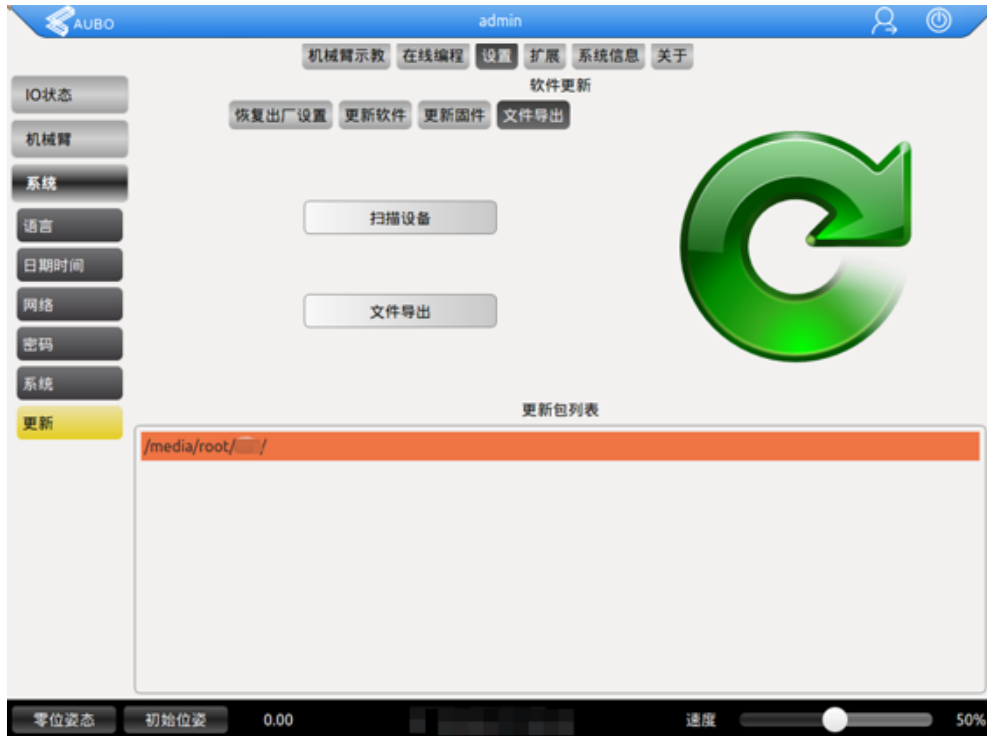 AUBO admin
机械臂示教 在线编程 设置 扩展 系统信息 关于
软件更新
恢复出厂设置 更新软件 更新固件 文件导出
IO状态
机械臂
系统
语言
日期时间
网络
密码
系统
更新
扫描设备
文件导出
更新包列表
/media/root/ /
零位姿态 初始位姿 0.00 速度 50%